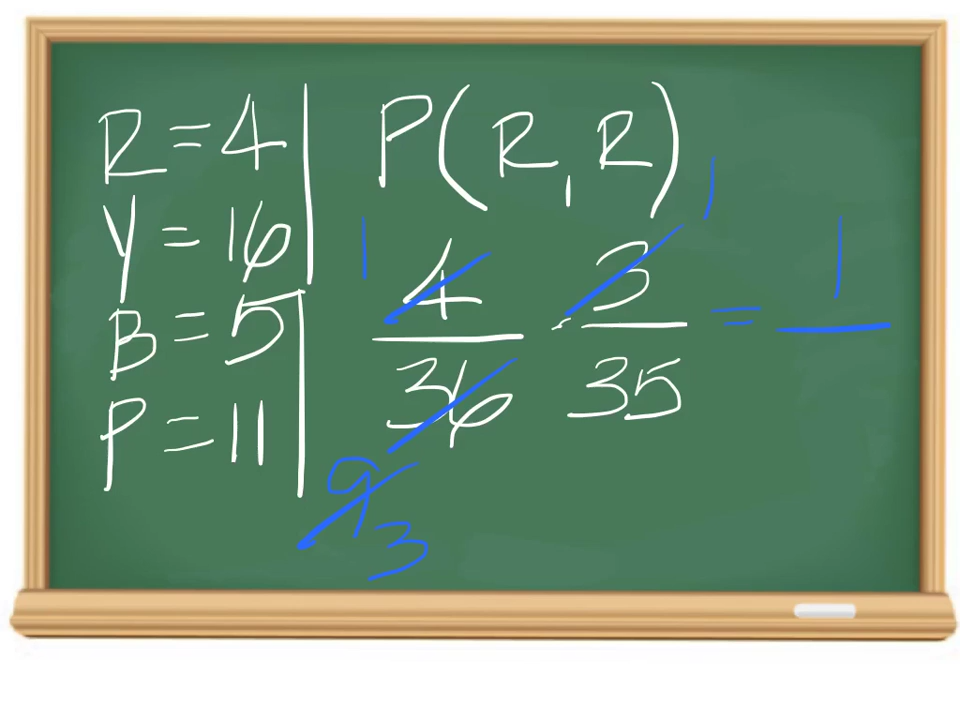 R = 4
Y = 16
B = 5
P = 11
P(R, R)
1 1
4/36 · 3/35 = 1/
9
3